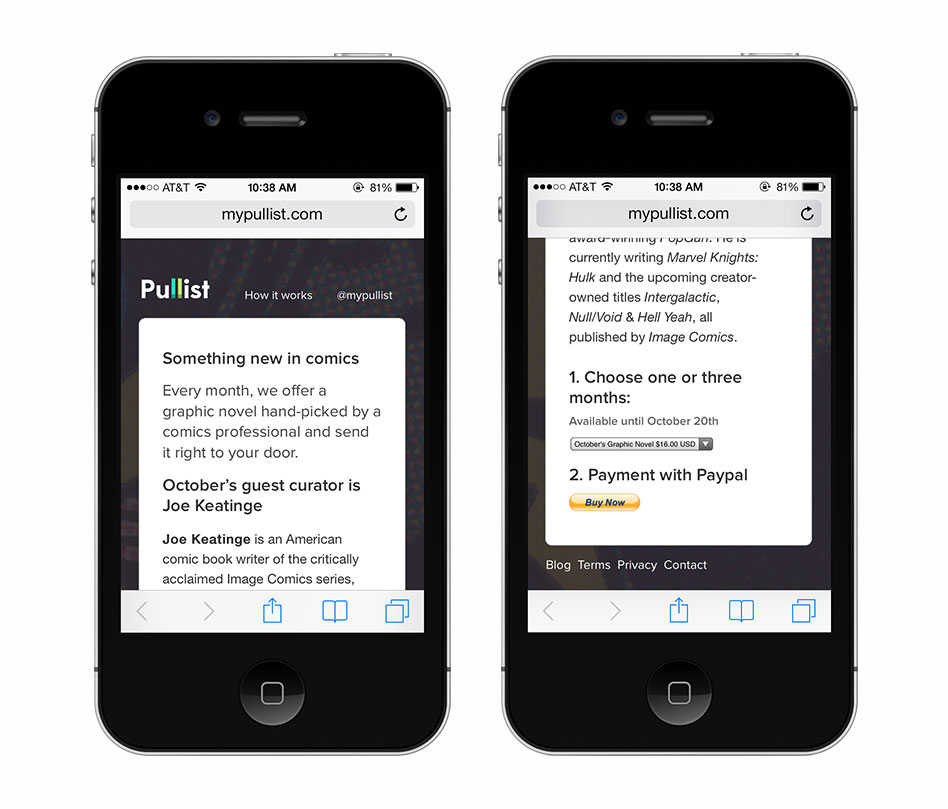 AT&T 10:38 AM 81%
mypullist.com
Pullist
How it works @mypullist
Something new in comics
Every month, we offer a
graphic novel hand-picked by a
comics professional and send
it right to your door.
October's guest curator is
Joe Keatinge
Joe Keatinge is an American
comic book writer of the critically
acclaimed Image Comics series,
AT&T 10:38 AM 81%
mypullist.com
award-winning PopGun. He is
currently writing Marvel Knights:
Hulk and the upcoming creator-
owned titles Intergalactic,
Null/Void & Hell Yeah, all
published by Image Comics.
1. Choose one or three
months:
Available until October 20th
October's Graphic Novel $16.00 USD
2. Payment with Paypal
Buy Now
Blog Terms Privacy Contact